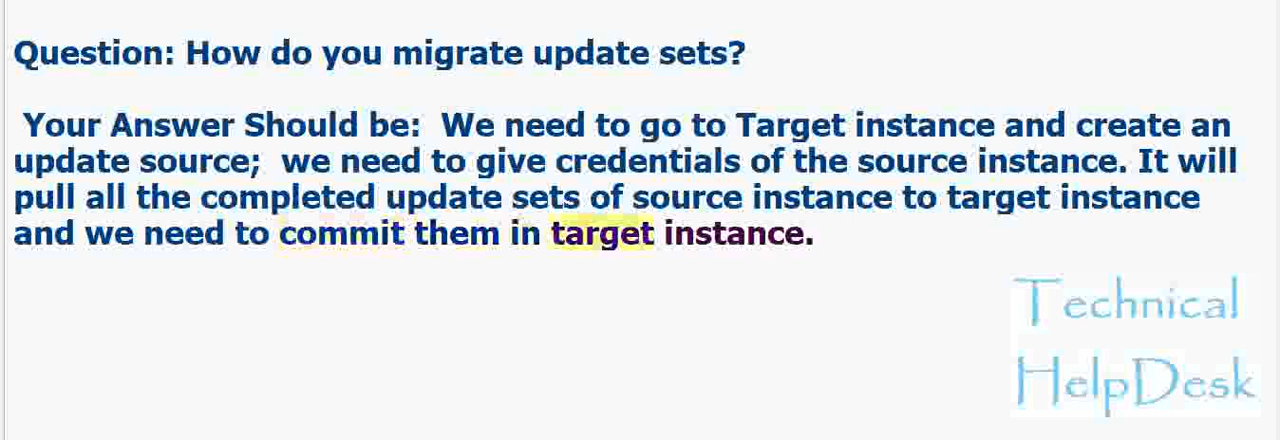 Question: How do you migrate update sets?
Your Answer Should be: We need to go to Target instance and create an
update source; we need to give credentials of the source instance. It will
pull all the completed update sets of source instance to target instance
and we need to commit them in target instance.
Technical
HelpDesk